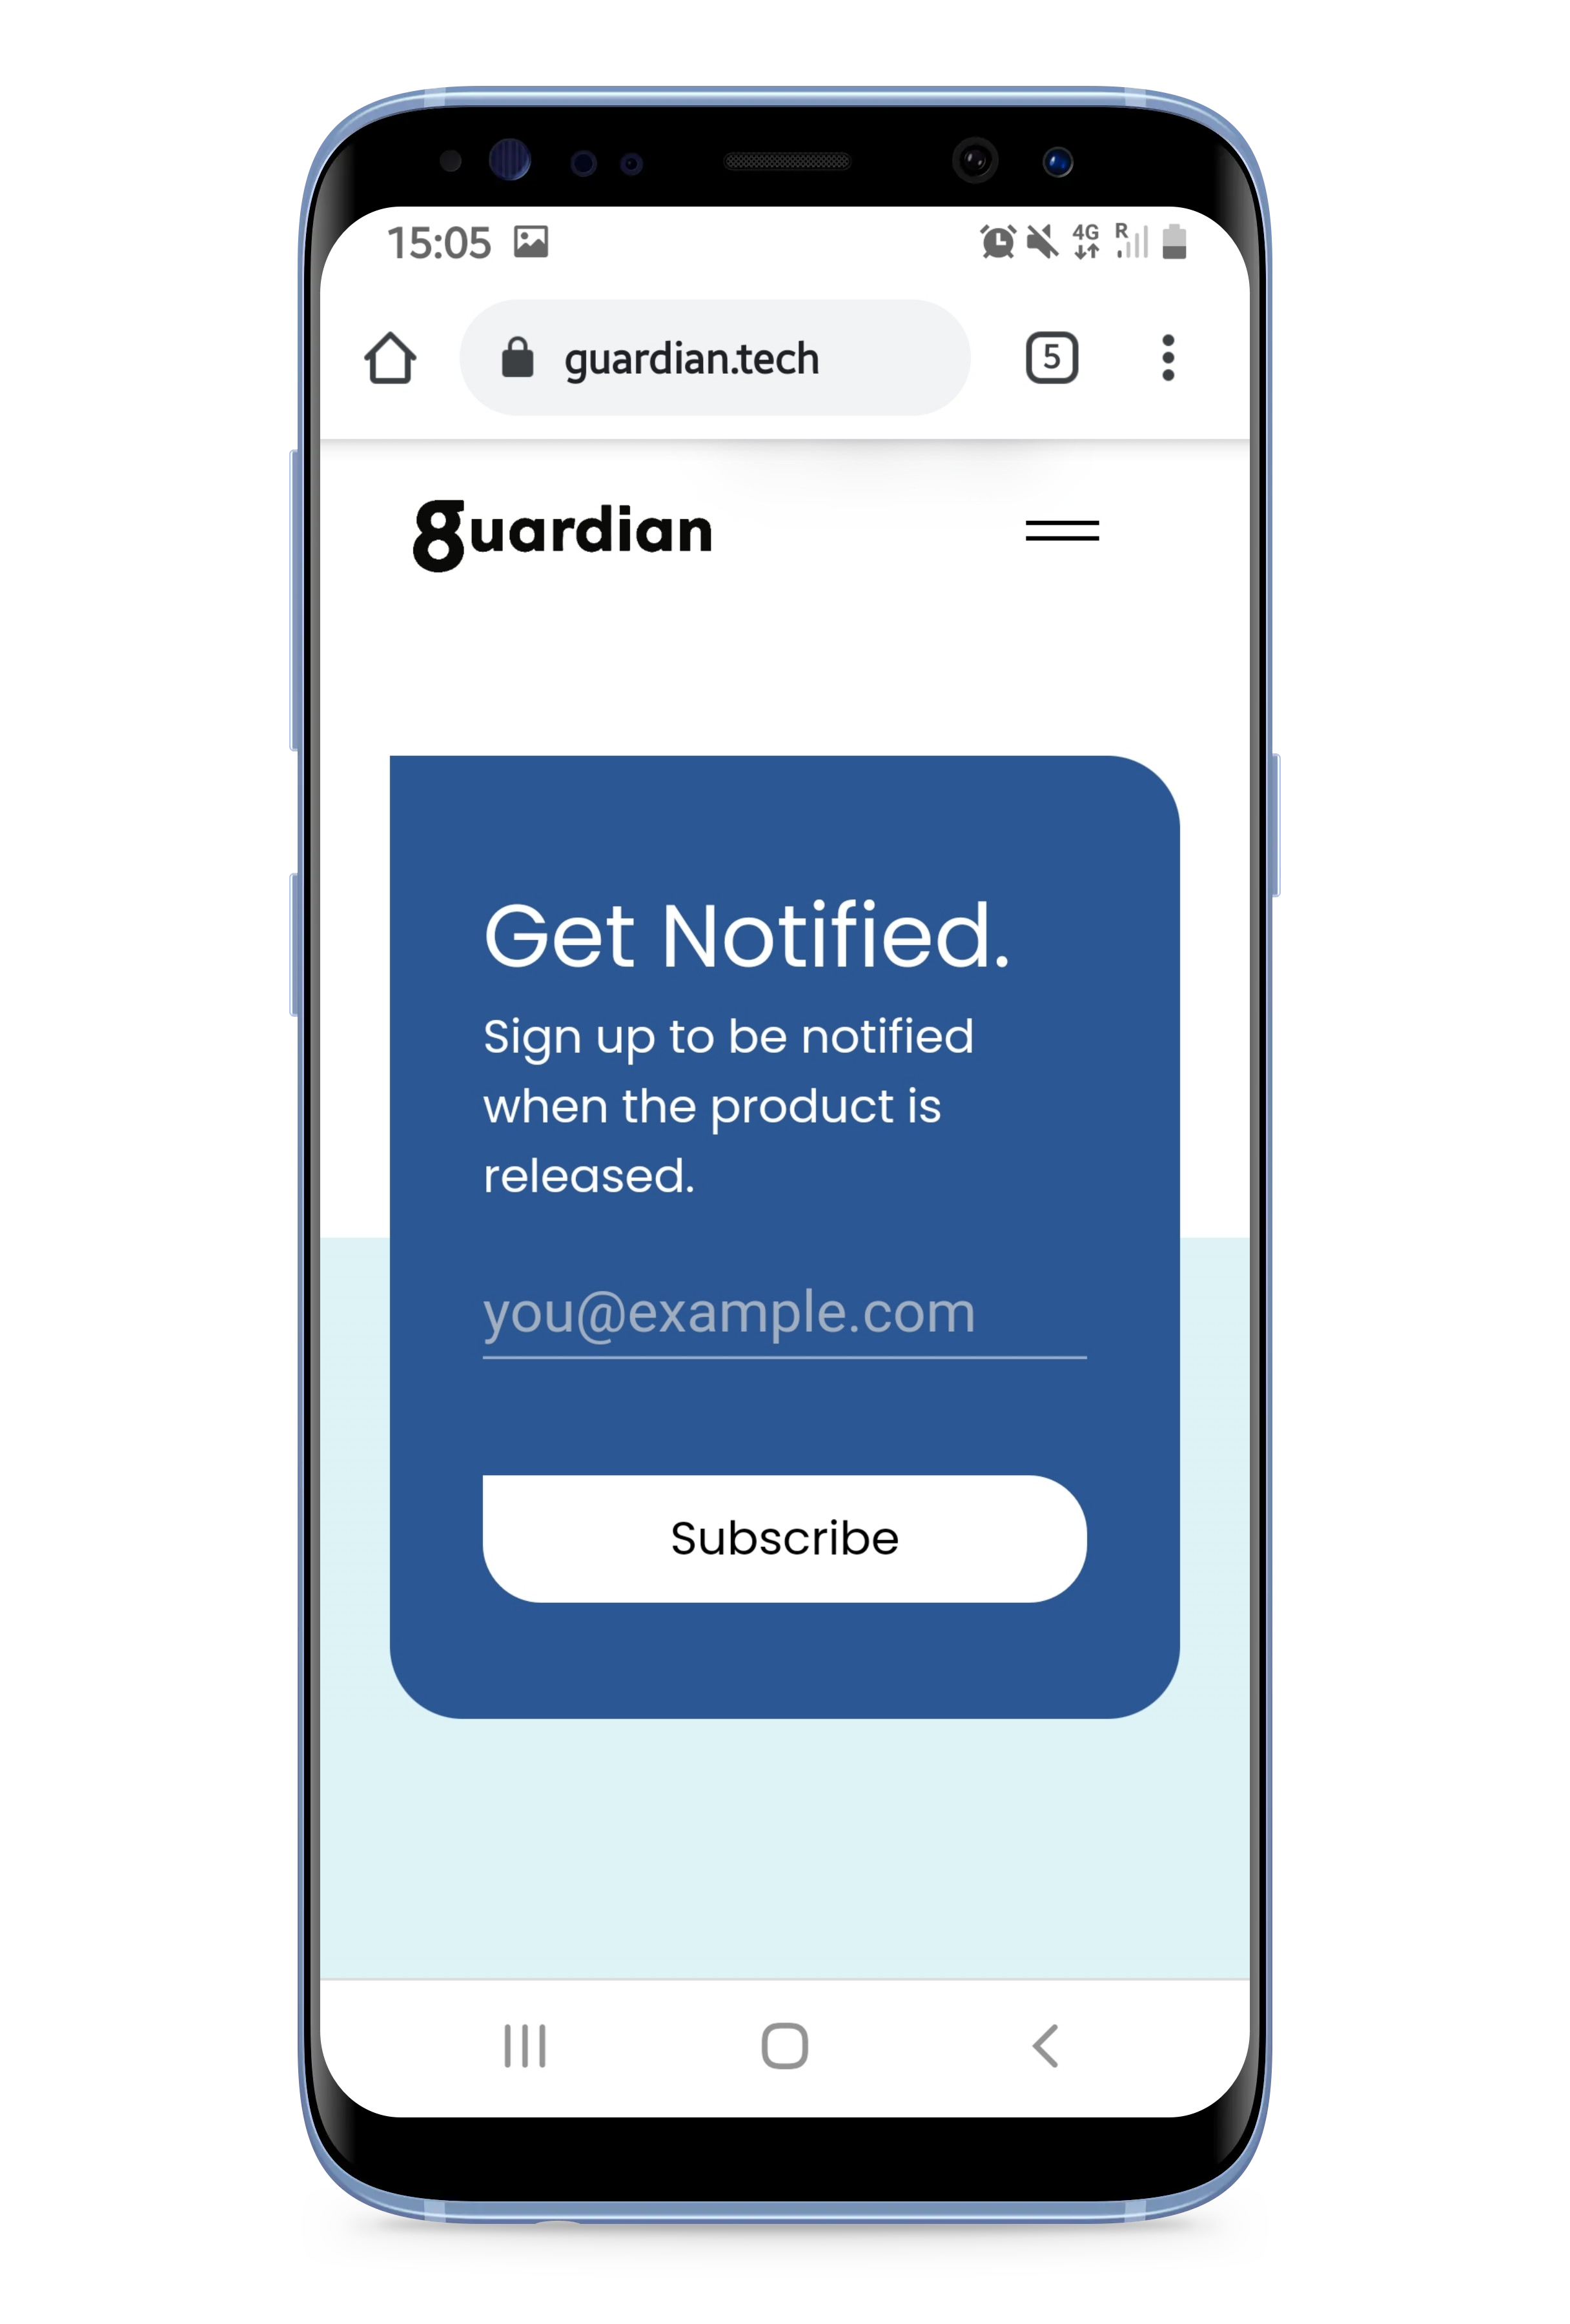 15:05 4G R
guardian.tech 5
guardian
Get Notified.
Sign up to be notified
when the product is
released.
you@example.com
Subscribe